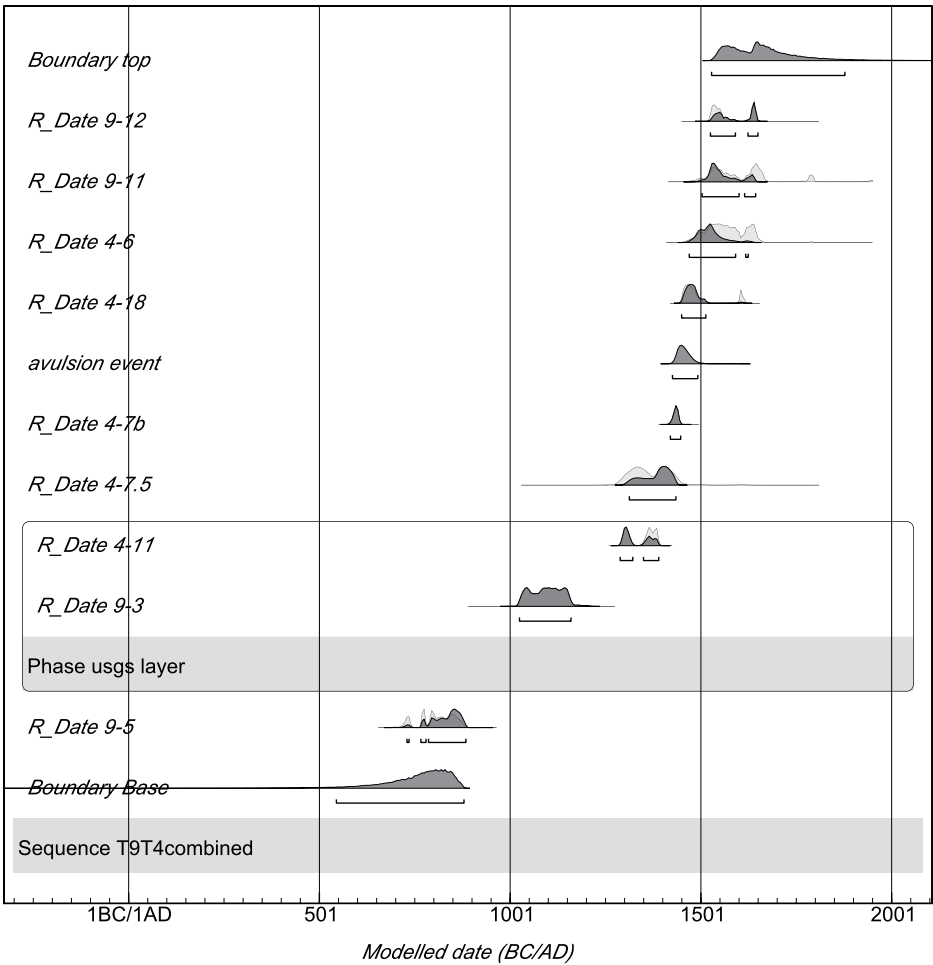 Boundary top
R_Date 9-12
R_Date 9-11
R_Date 4-6
R_Date 4-18
avulsion event
R_Date 4-7b
R_Date 4-7.5
R_Date 4-11
R_Date 9-3
Phase usgs layer
R_Date 9-5
Boundary Base
Sequence T9T4combined
1BC/1AD 501 1001 1501 2001
Modelled date (BC/AD)